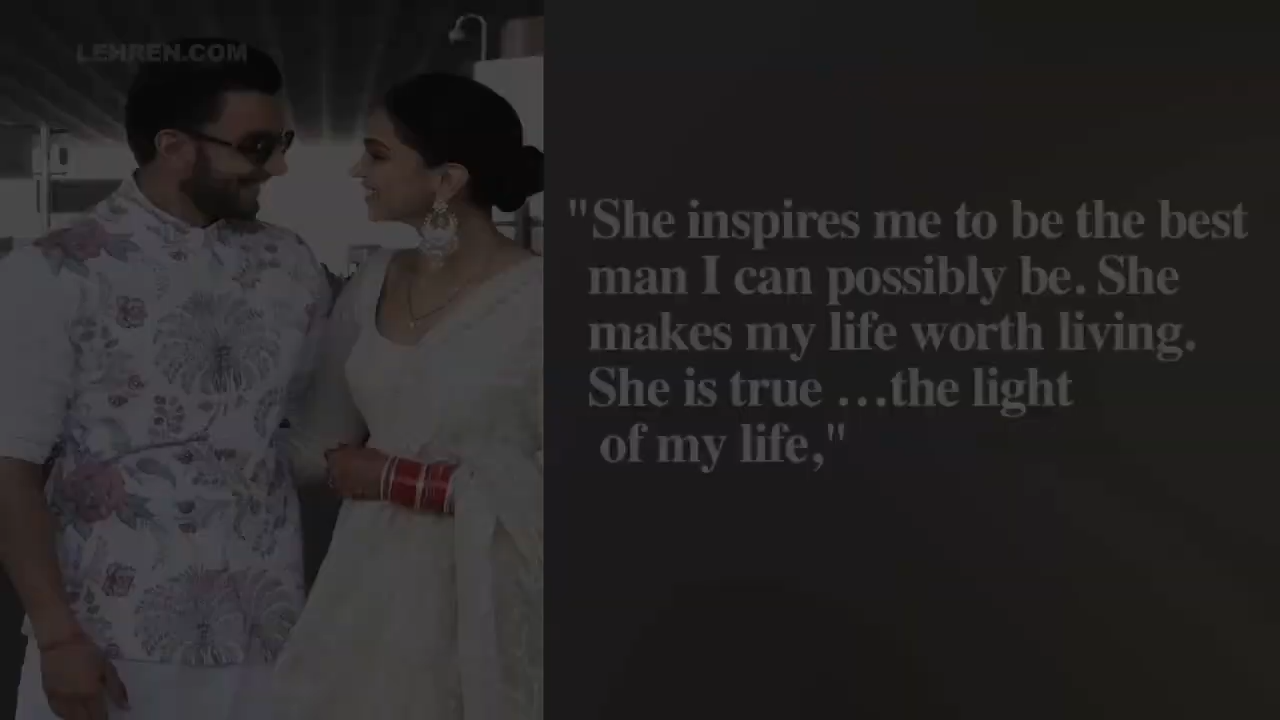 LEHREN.COM
"She inspires me to be the best
man I can possibly be. She
makes my life worth living.
She is true ...the light
of my life,"